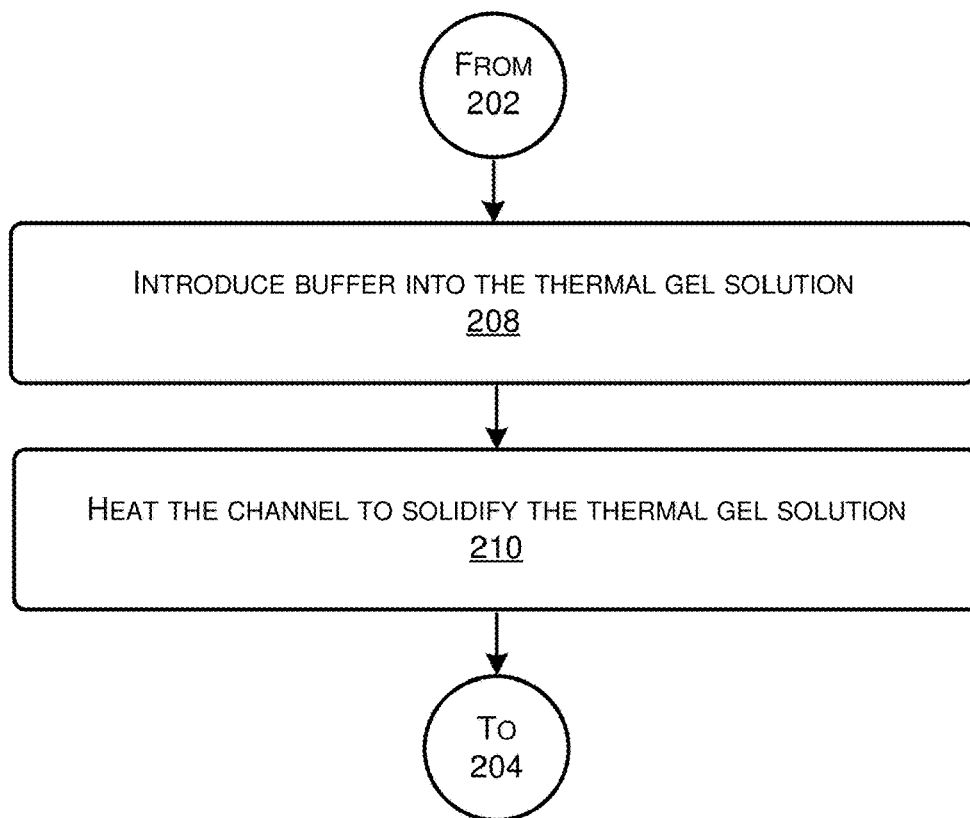 FROM
202
INTRODUCE BUFFER INTO THE THERMAL GEL SOLUTION
208
HEAT THE CHANNEL TO SOLIDIFY THE THERMAL GEL SOLUTION
210
TO
204